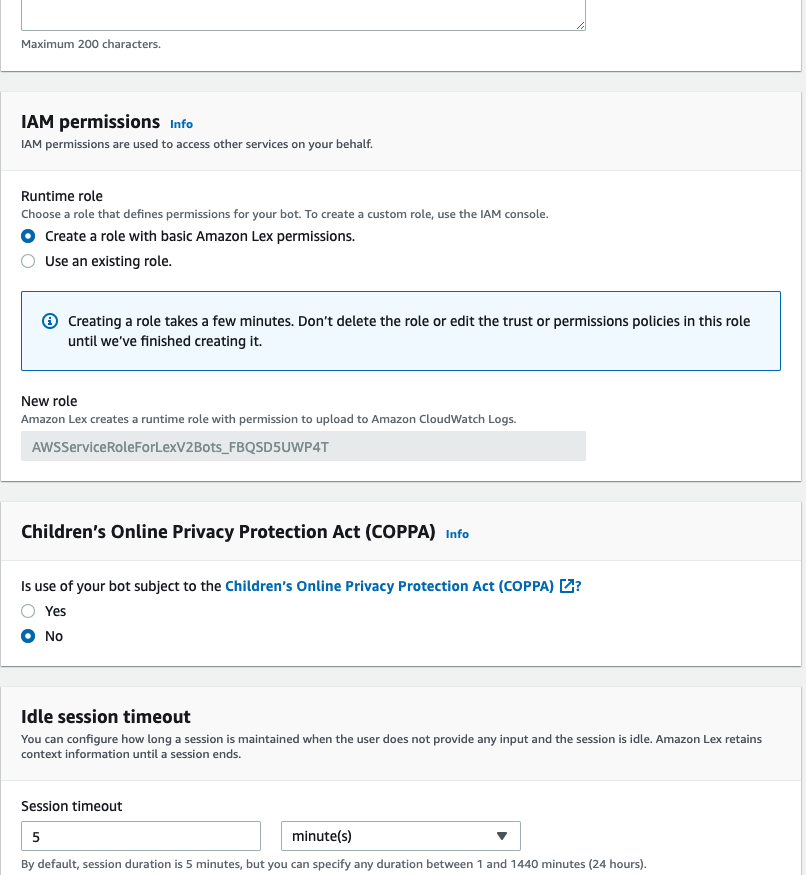 Maximum 200 characters.
IAM permissions Info
IAM permissions are used to access other services on your behalf.
Runtime role
Choose a role that defines permissions for your bot. To create a custom role, use the IAM console.
Create a role with basic Amazon Lex permissions.
Use an existing role.
Creating a role takes a few minutes. Don’t delete the role or edit the trust or permissions policies in this role
until we’ve finished creating it.
New role
Amazon Lex creates a runtime role with permission to upload to Amazon CloudWatch Logs.
AWSServiceRoleForLexV2Bots_FBQSD5UWP4T
Children’s Online Privacy Protection Act (COPPA) Info
Is use of your bot subject to the Children’s Online Privacy Protection Act (COPPA) ?
Yes
No
Idle session timeout
You can configure how long a session is maintained when the user does not provide any input and the session is idle. Amazon Lex retains
context information until a session ends.
Session timeout
5 minute(s)
By default, session duration is 5 minutes, but you can specify any duration between 1 and 1440 minutes (24 hours).